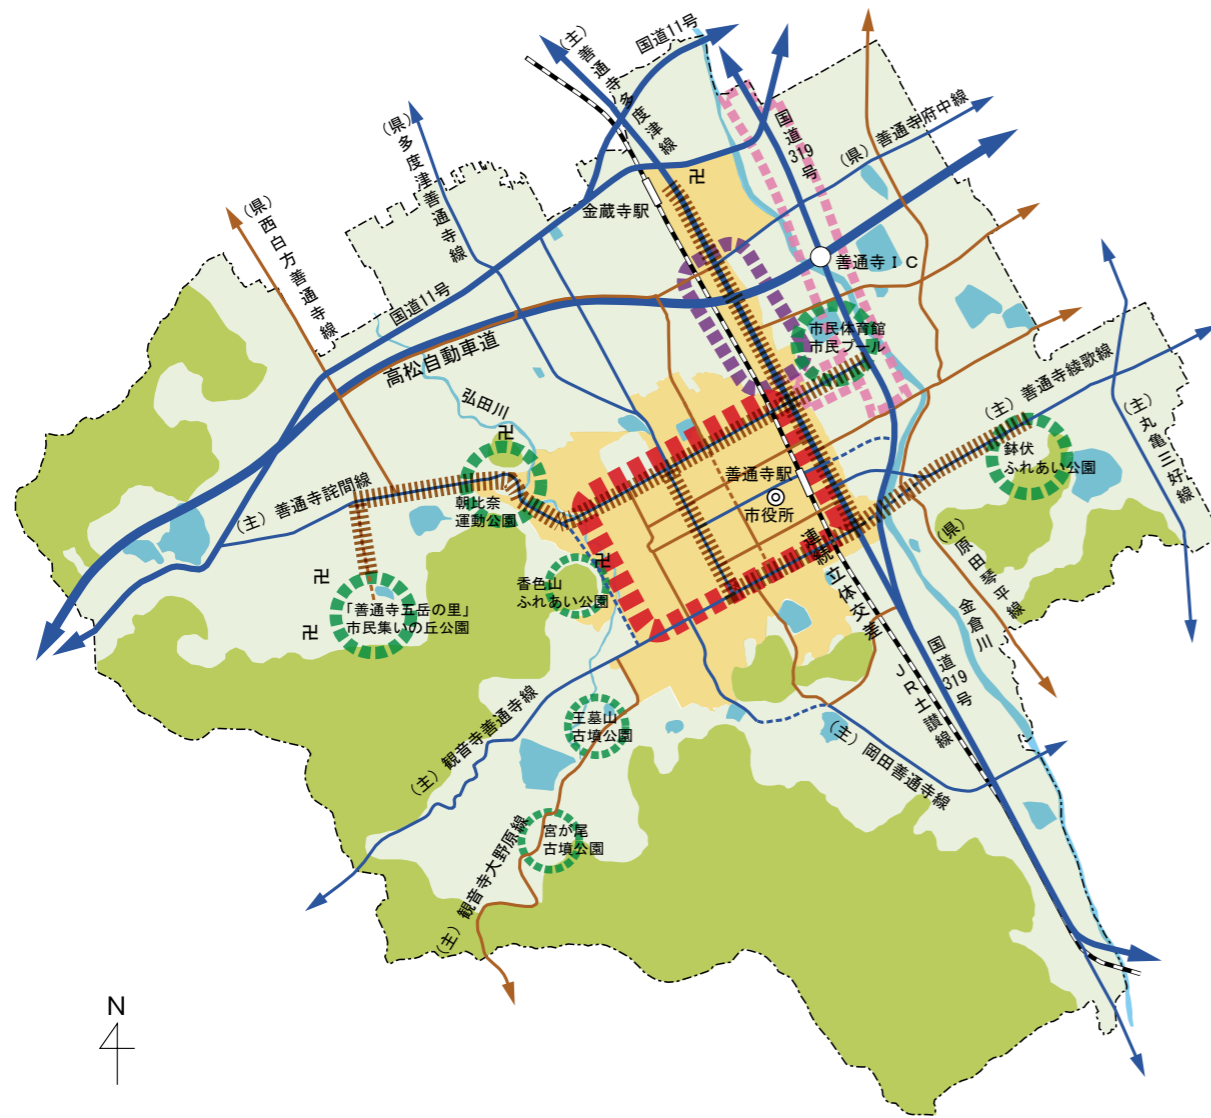 国道11号
（主）善通寺多度津線
国道319号
（県）善通寺府中線
（県）多度津善通寺線
金蔵寺駅
（県）西白方善通寺線
善通寺ＩＣ
国道11号
市民体育館
市民プール
高松自動車道
弘田川
（主）善通寺綾歌線
（主）丸亀三好線
鉢伏
ふれあい公園
善通寺駅
市役所
（主）善通寺詫間線
朝比奈
運動公園
連続立体交差
（県）原田琴平線
香色山
ふれあい公園
「善通寺五岳の里」
市民集いの丘公園
金倉川
国道319号
ＪＲ土讃線
（主）観音寺善通寺線
王墓山
古墳公園
（主）岡田善通寺線
宮が尾
古墳公園
（主）観音寺大野原線
N